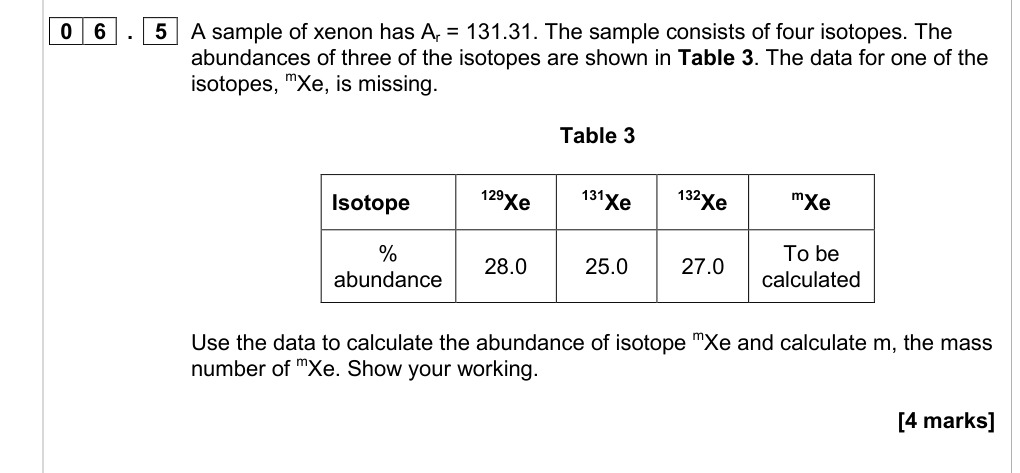 0 6 . 5 A sample of xenon has Aᵣ = 131.31. The sample consists of four isotopes. The
abundances of three of the isotopes are shown in Table 3. The data for one of the
isotopes, ᵐXe, is missing.
Table 3
Isotope ¹²⁹Xe ¹³¹Xe ¹³²Xe ᵐXe
% abundance 28.0 25.0 27.0 To be calculated
Use the data to calculate the abundance of isotope ᵐXe and calculate m, the mass
number of ᵐXe. Show your working.
[4 marks]